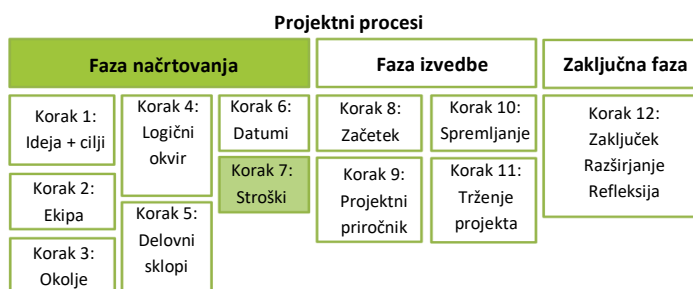 Projektni procesi
Faza načrtovanja
Faza izvedbe
Zaključna faza
Korak 1:
Ideja + cilji
Korak 2:
Ekipa
Korak 3:
Okolje
Korak 4:
Logični
okvir
Korak 5:
Delovni
sklopi
Korak 6:
Datumi
Korak 7:
Stroški
Korak 8:
Začetek
Korak 9:
Projektni
priročnik
Korak 10:
Spremljanje
Korak 11:
Trženje
projekta
Korak 12:
Zaključek
Razširjanje
Refleksija